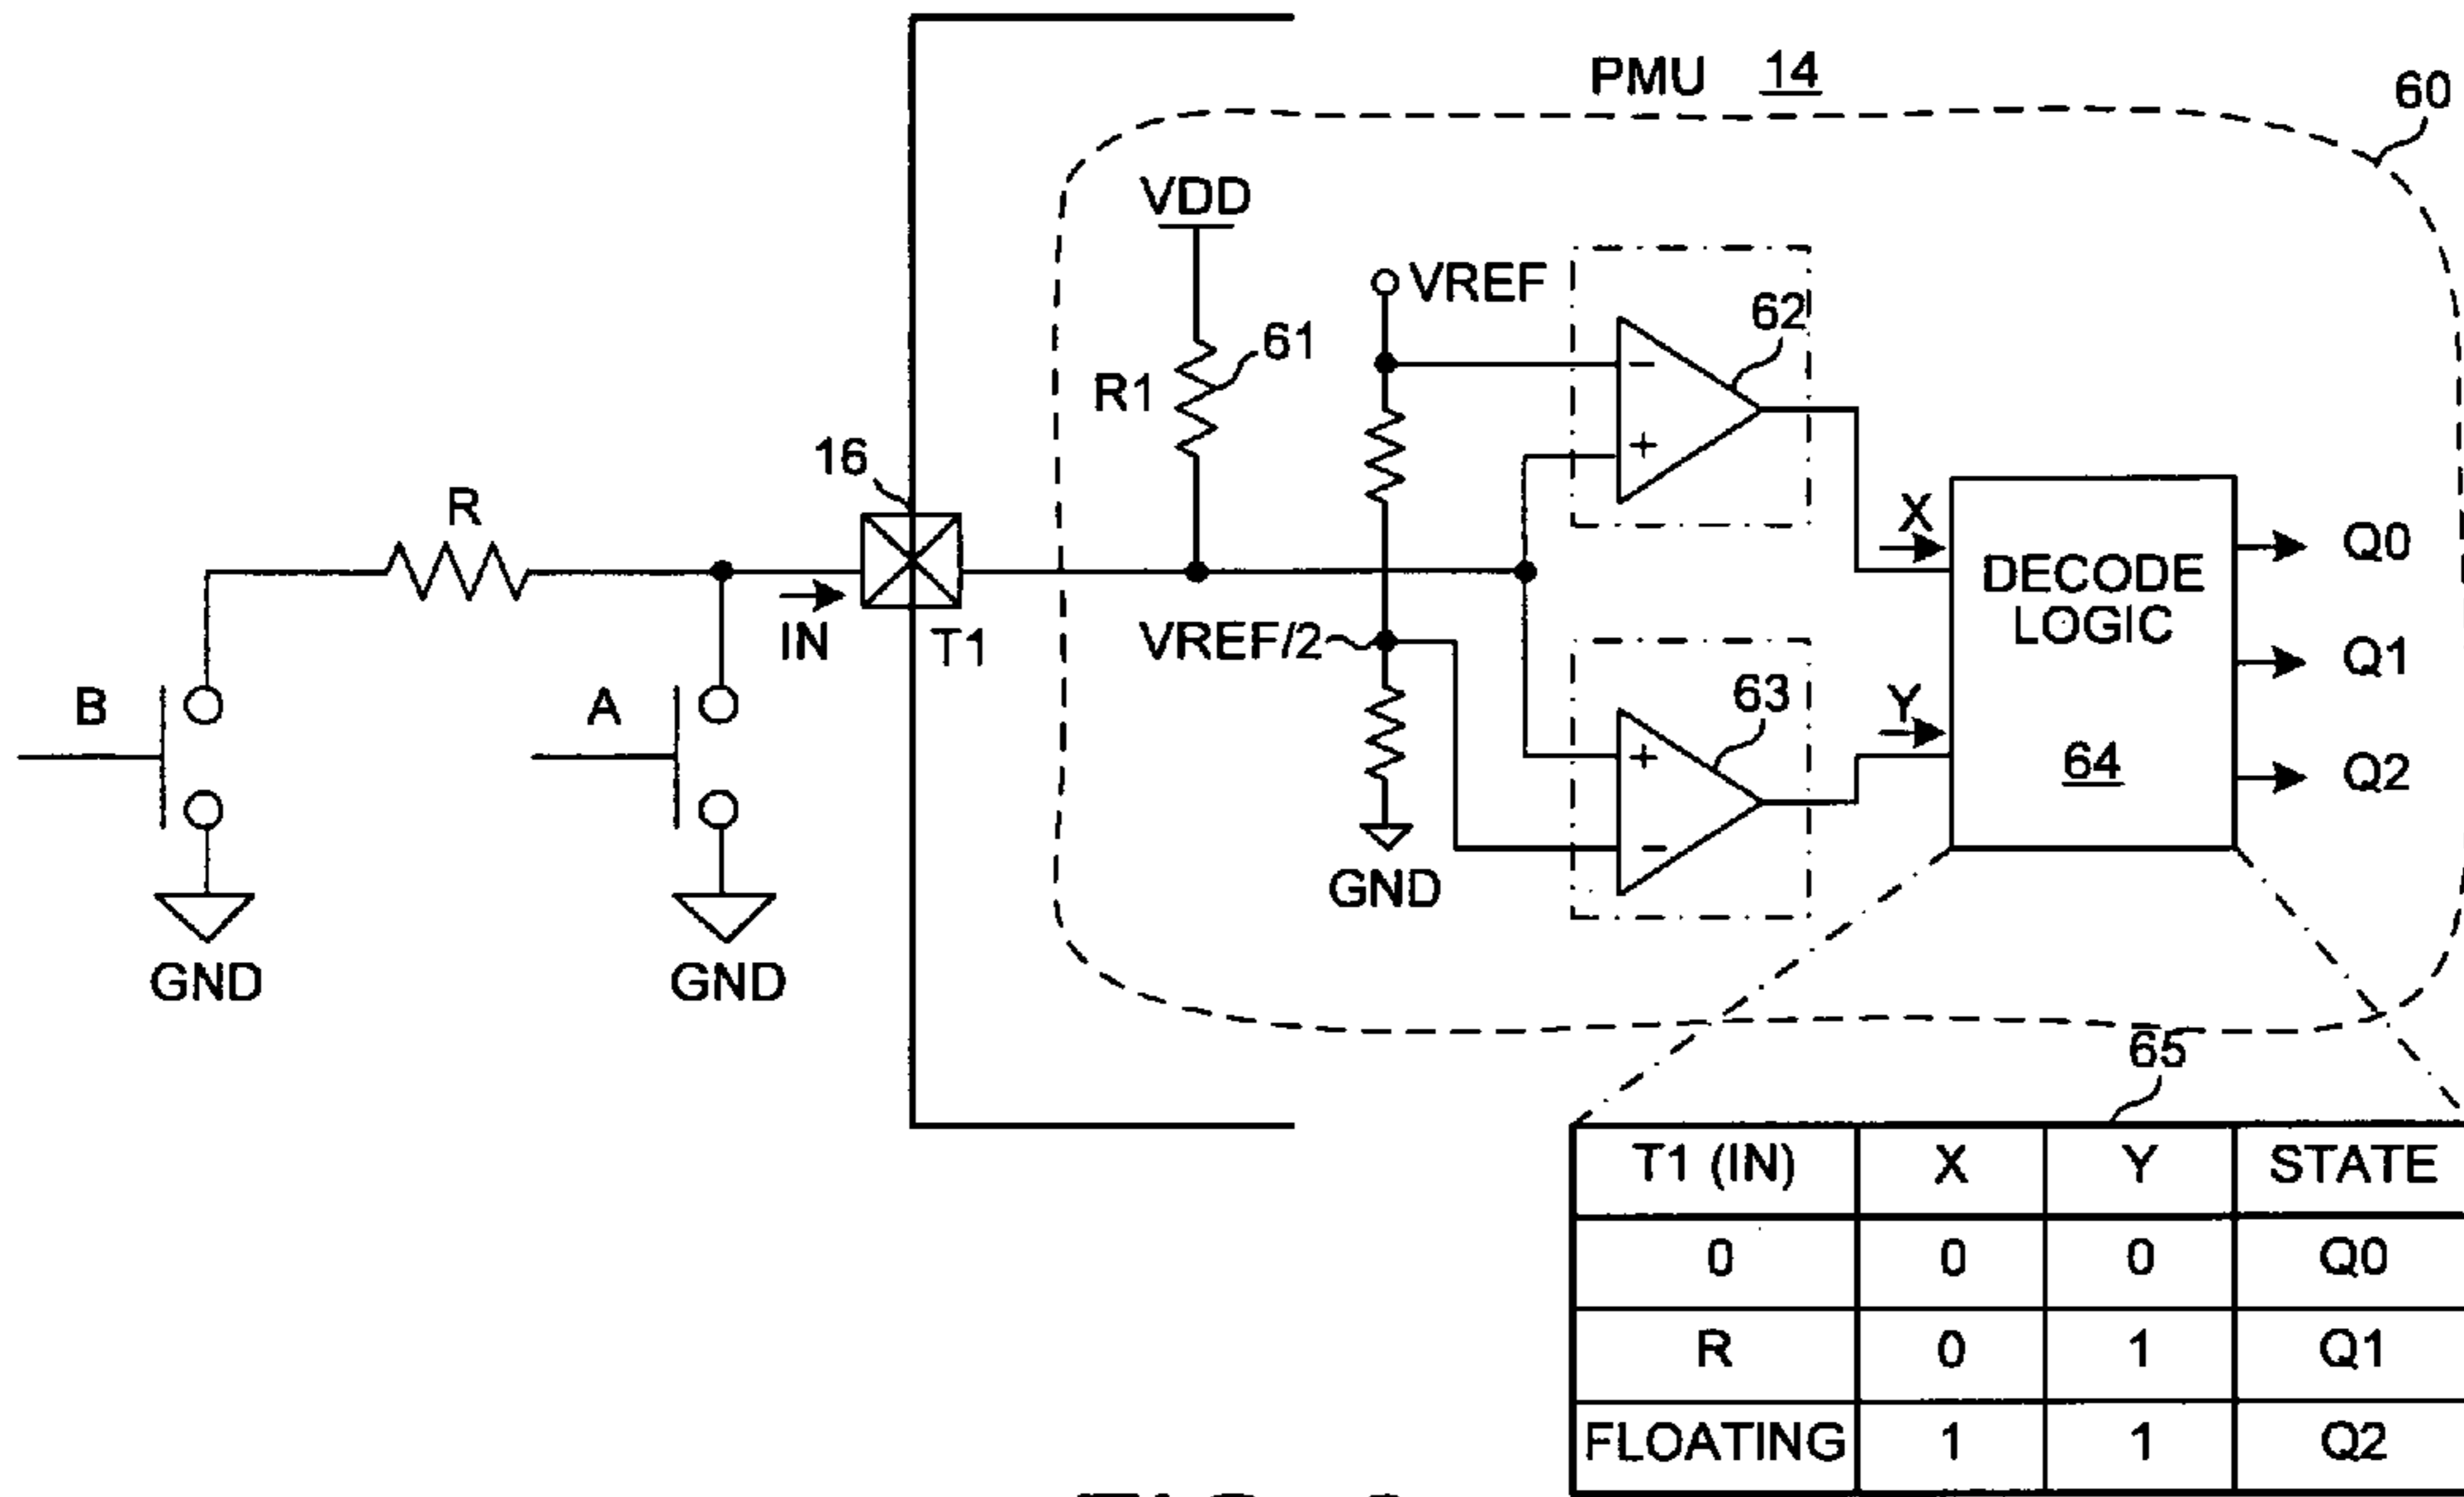 PMU 14
60
VDD
VREF
62
61
R1
16
R
X
Q0
DECODE
LOGIC
IN
T1
VREF/2
Q1
B
A
63
Y
64
Q2
GND
GND
GND
65
T1 (IN) X Y STATE
0 0 0 Q0
R 0 1 Q1
FLOATING 1 1 Q2